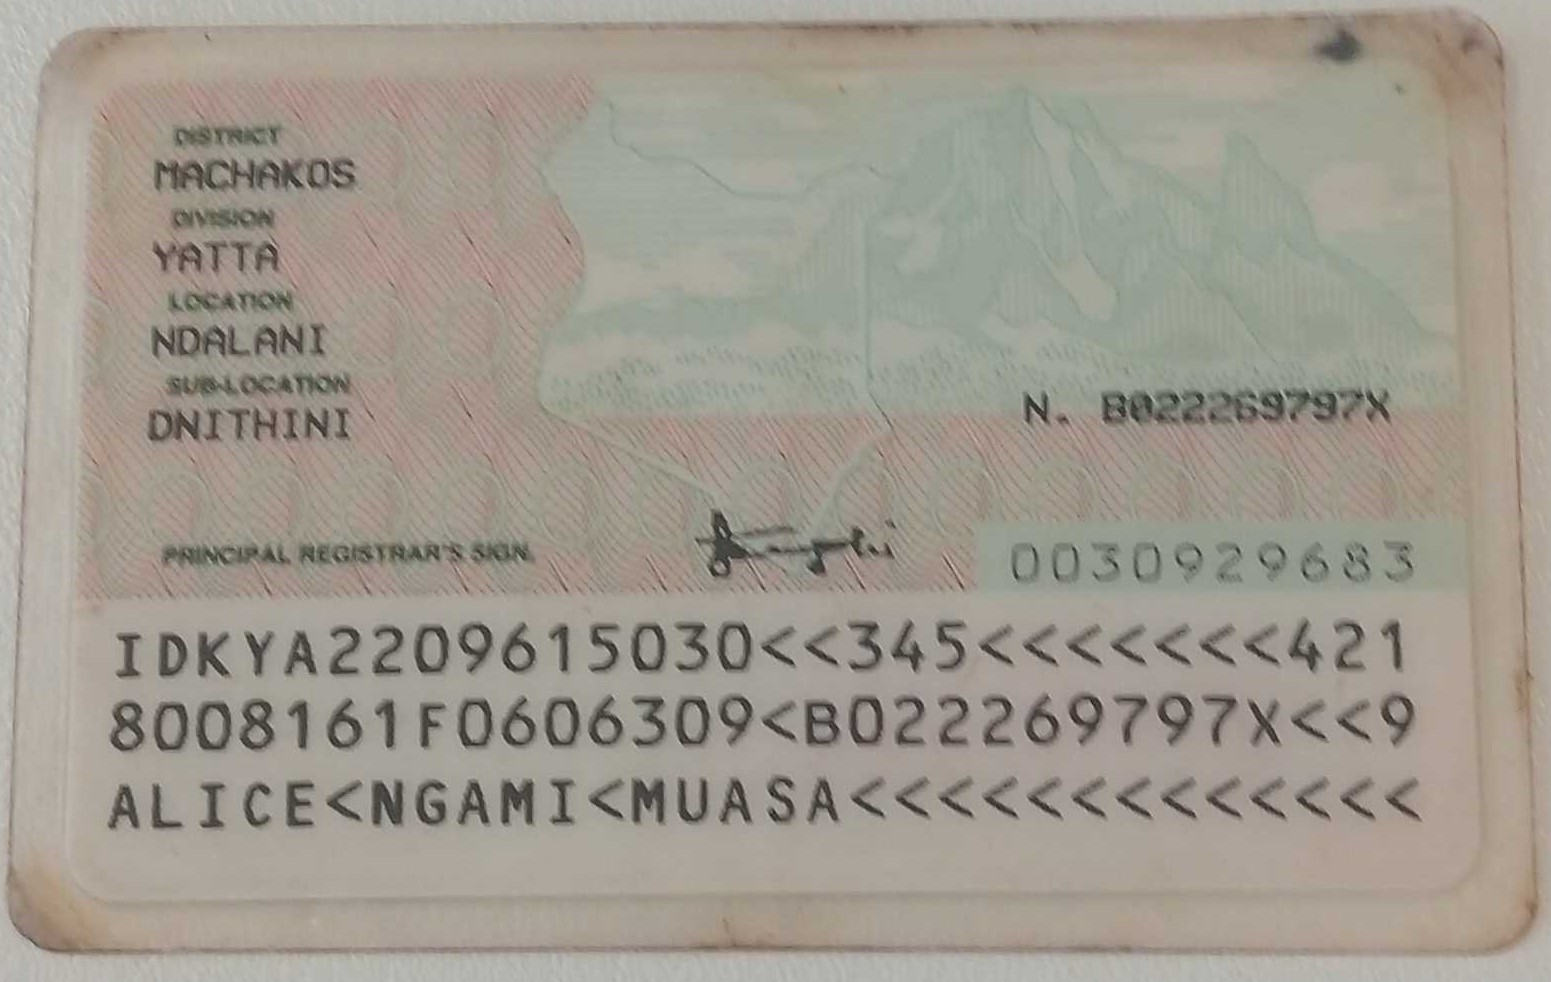 DISTRICT
MACHAKOS
DIVISION
YATTA
LOCATION
NDALANI
SUB-LOCATION
DNITHINI
N. B022269797X
PRINCIPAL REGISTRAR'S SIGN.
0030929683
IDKYA2209615030<<345<<<<<<<421
8008161F0606309<B022269797X<<9
ALICE<NGAMI<MUASA<<<<<<<<<<<<<